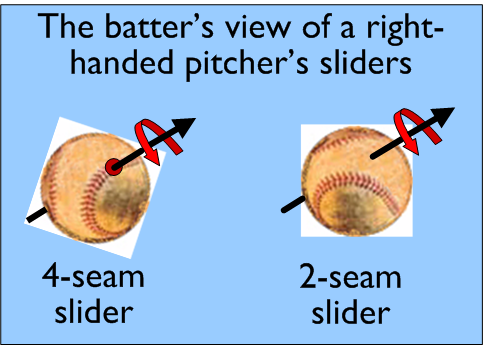 The batter's view of a right-
handed pitcher's sliders
4-seam
slider
2-seam
slider